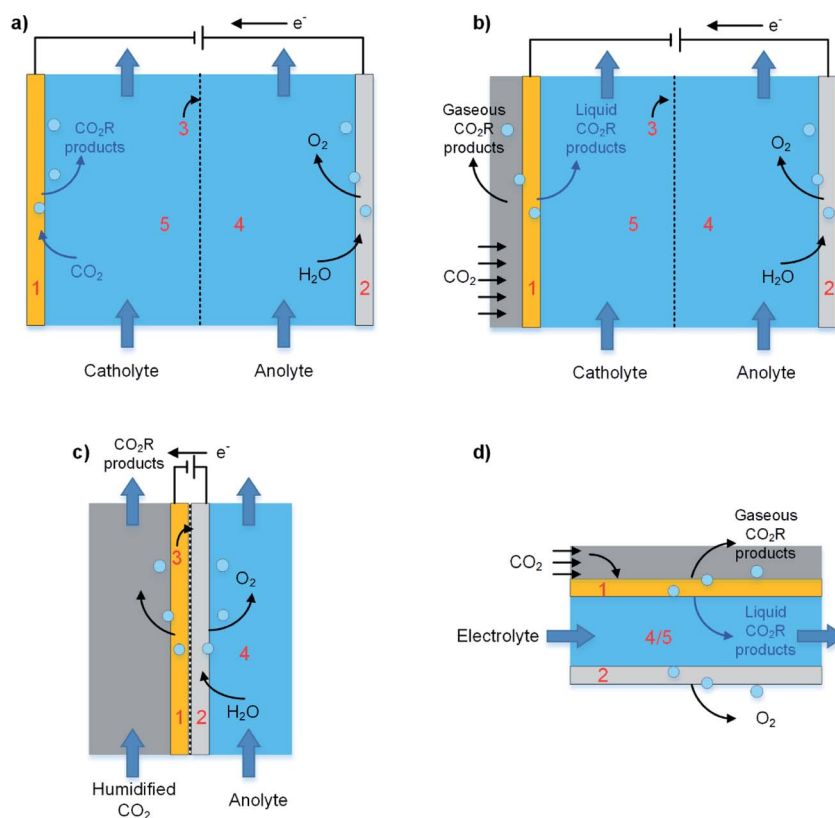 a)
e⁻
CO₂R
products
3
O₂
5
4
CO₂
H₂O
1
2
Catholyte
Anolyte
b)
e⁻
Gaseous
CO₂R
products
Liquid
CO₂R
products
3
O₂
5
4
CO₂
H₂O
1
2
Catholyte
Anolyte
c)
CO₂R
products
e⁻
3
O₂
4
1
2
H₂O
Humidified
CO₂
Anolyte
d)
Gaseous
CO₂R
products
CO₂
1
Electrolyte
4/5
Liquid
CO₂R
products
2
O₂